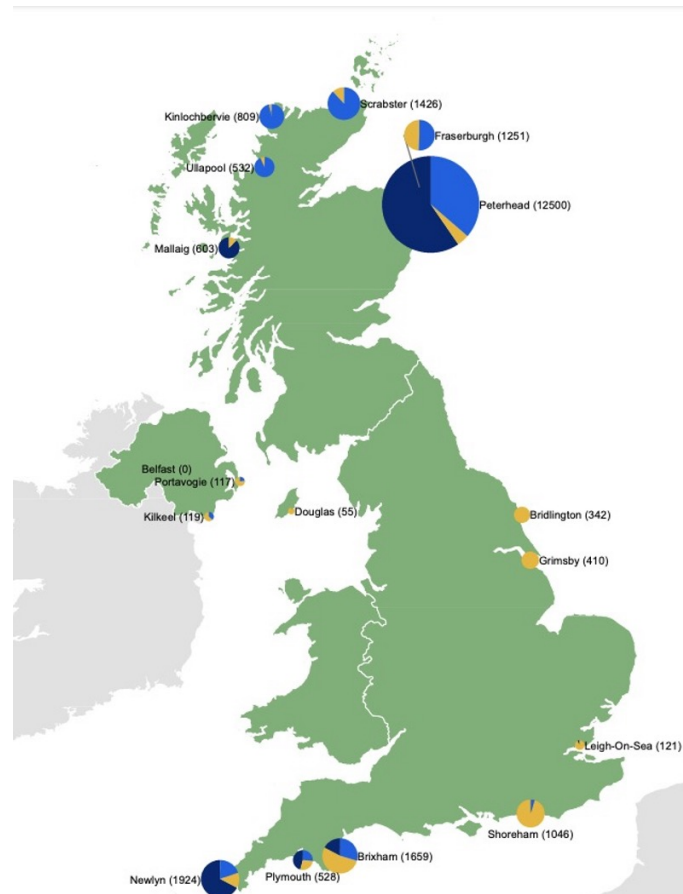 Scrabster (1426)
Kinlochbervie (809)
Fraserburgh (1251)
Ullapool (532)
Peterhead (12500)
Mallaig (603)
Belfast (0)
Portavogie (117)
Kilkeel (119)
Douglas (55)
Bridlington (342)
Grimsby (410)
Leigh-On-Sea (121)
Shoreham (1046)
Brixham (1659)
Plymouth (528)
Newlyn (1924)